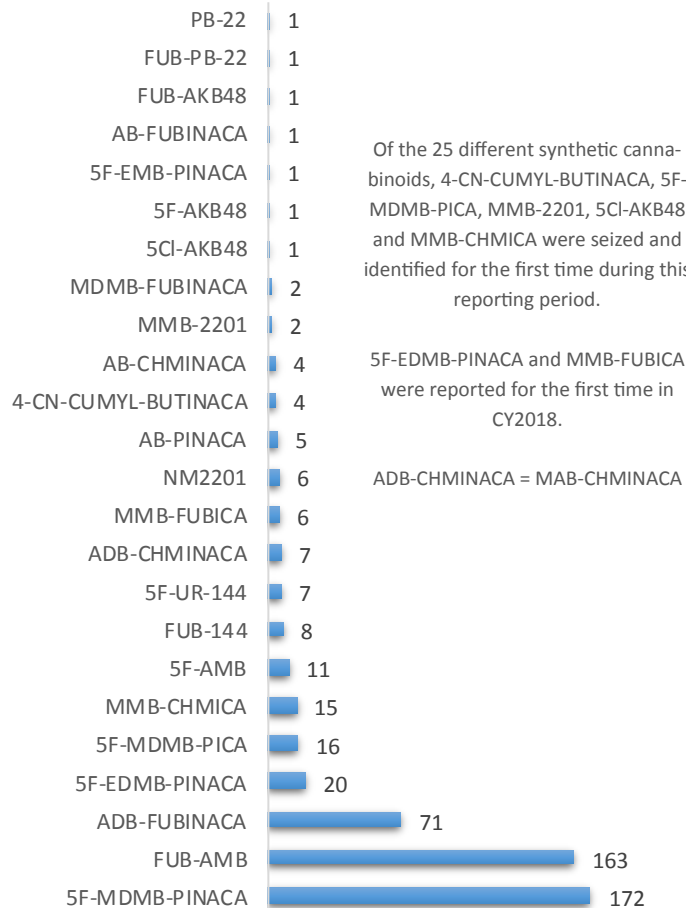 PB-22 1
FUB-PB-22 1
FUB-AKB48 1
AB-FUBINACA 1
5F-EMB-PINACA 1
5F-AKB48 1
5Cl-AKB48 1
MDMB-FUBINACA 2
MMB-2201 2
AB-CHMINACA 4
4-CN-CUMYL-BUTINACA 4
AB-PINACA 5
NM2201 6
MMB-FUBICA 6
ADB-CHMINACA 7
5F-UR-144 7
FUB-144 8
5F-AMB 11
MMB-CHMICA 15
5F-MDMB-PICA 16
5F-EDMB-PINACA 20
ADB-FUBINACA 71
FUB-AMB 163
5F-MDMB-PINACA 172
Of the 25 different synthetic canna-
binoids, 4-CN-CUMYL-BUTINACA, 5F-
MDMB-PICA, MMB-2201, 5Cl-AKB48
and MMB-CHMICA were seized and
identified for the first time during this
reporting period.
5F-EDMB-PINACA and MMB-FUBICA
were reported for the first time in
CY2018.
ADB-CHMINACA = MAB-CHMINACA